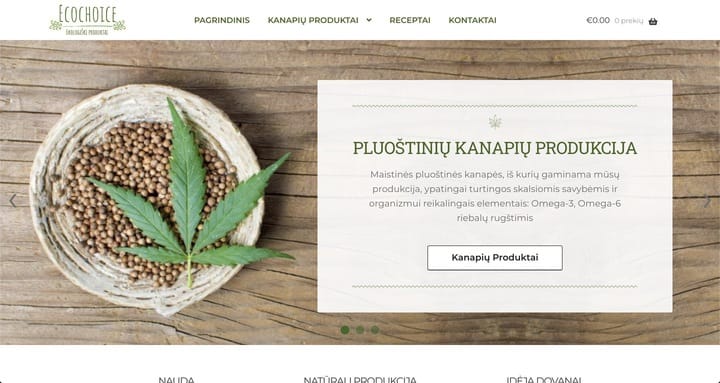 ECOCHOICE
EKOLOGIŠKI PRODUKTAI
PAGRINDINIS KANAPIŲ PRODUKTAI RECEPTAI KONTAKTAI
€0.00 0 prekių
PLUOŠTINIŲ KANAPIŲ PRODUKCIJA
Maistinės pluoštinės kanapės, iš kurių gaminama mūsų
produkcija, ypatingai turtingos skalsiomis savybėmis ir
organizmui reikalingais elementais: Omega-3, Omega-6
riebalų rugštimis
Kanapių Produktai
NAUDA NATŪRALI PRODUKCIJA IDĖJA DOVANAI